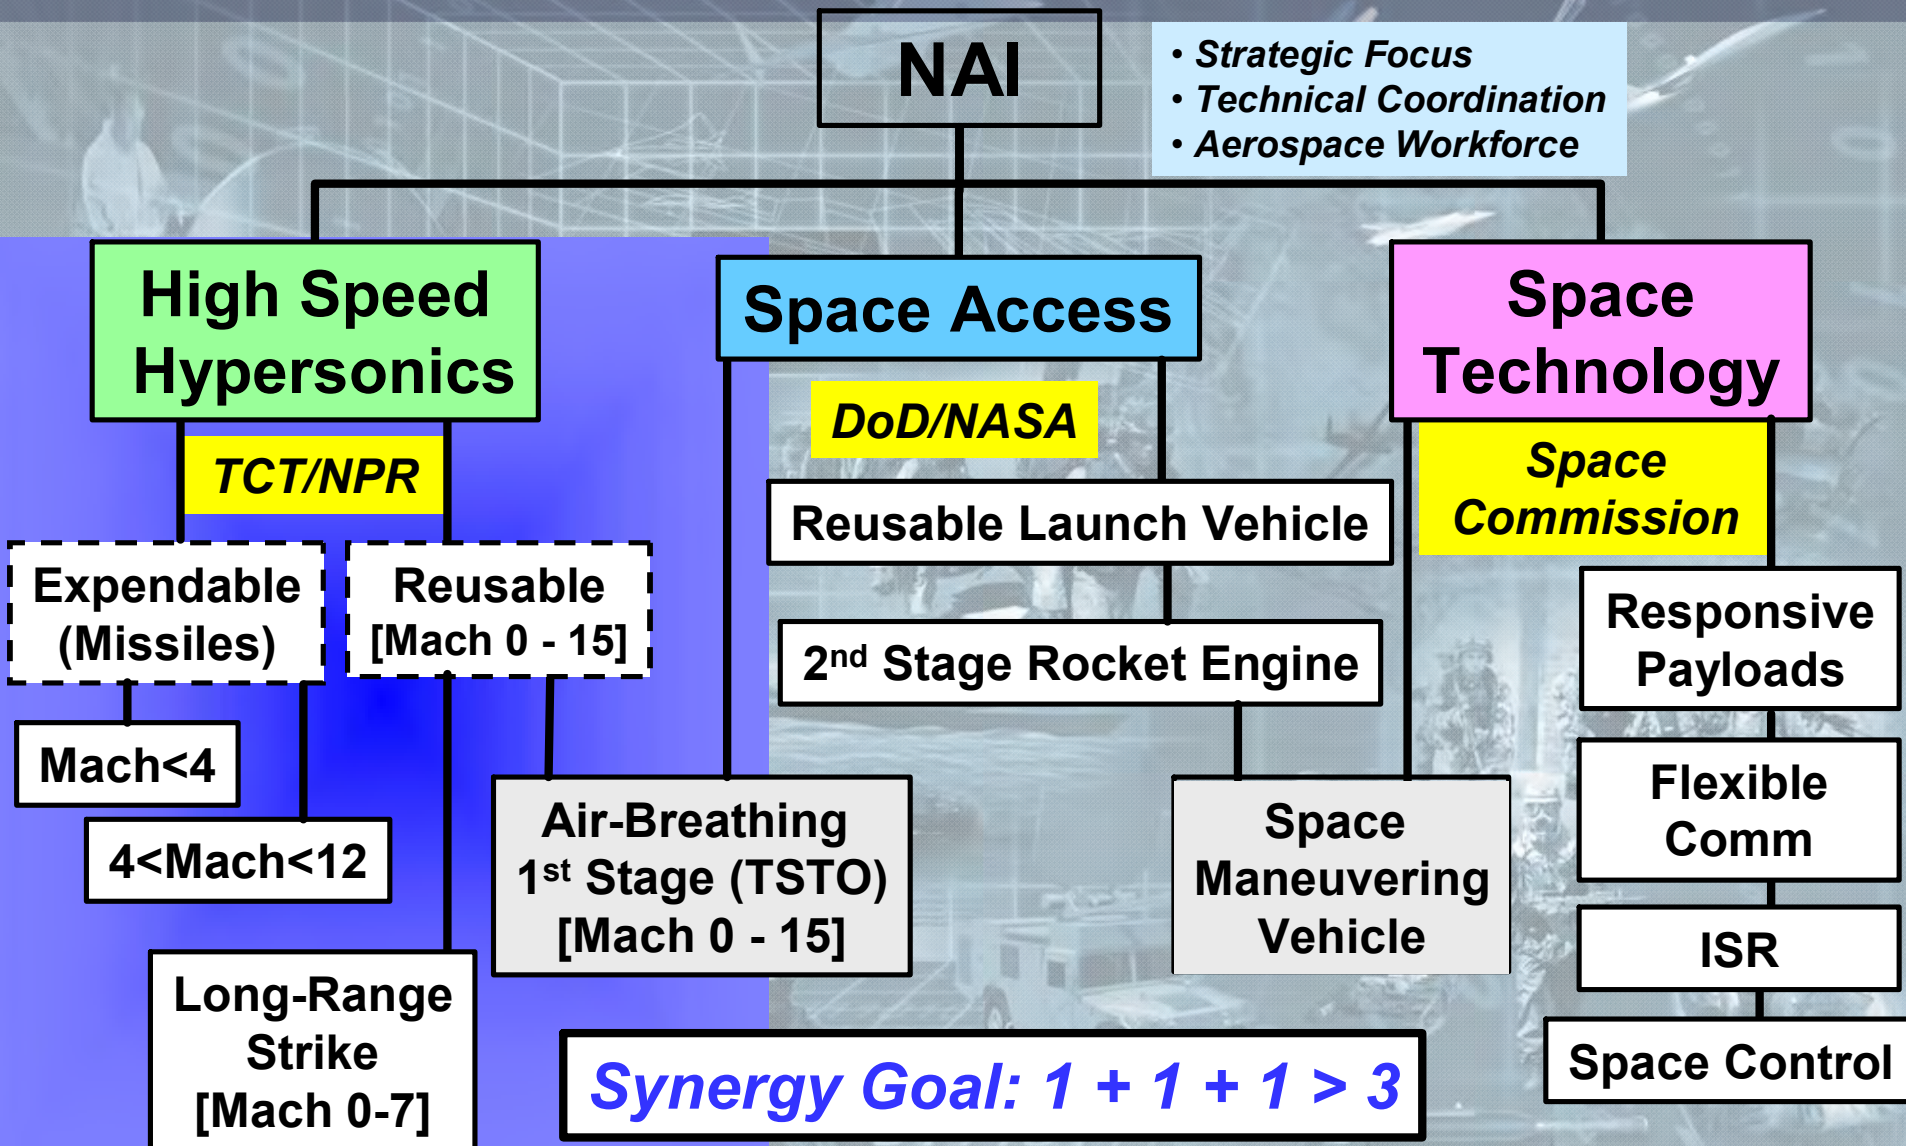 NAI
• Strategic Focus
• Technical Coordination
• Aerospace Workforce
High Speed
Hypersonics
Space Access
Space
Technology
TCT/NPR
DoD/NASA
Space
Commission
Expendable
(Missiles)
Reusable
[Mach 0 - 15]
Reusable Launch Vehicle
2nd Stage Rocket Engine
Responsive
Payloads
Mach<4
4<Mach<12
Air-Breathing
1st Stage (TSTO)
[Mach 0 - 15]
Space
Maneuvering
Vehicle
Flexible
Comm
ISR
Long-Range
Strike
[Mach 0-7]
Space Control
Synergy Goal: 1 + 1 + 1 > 3